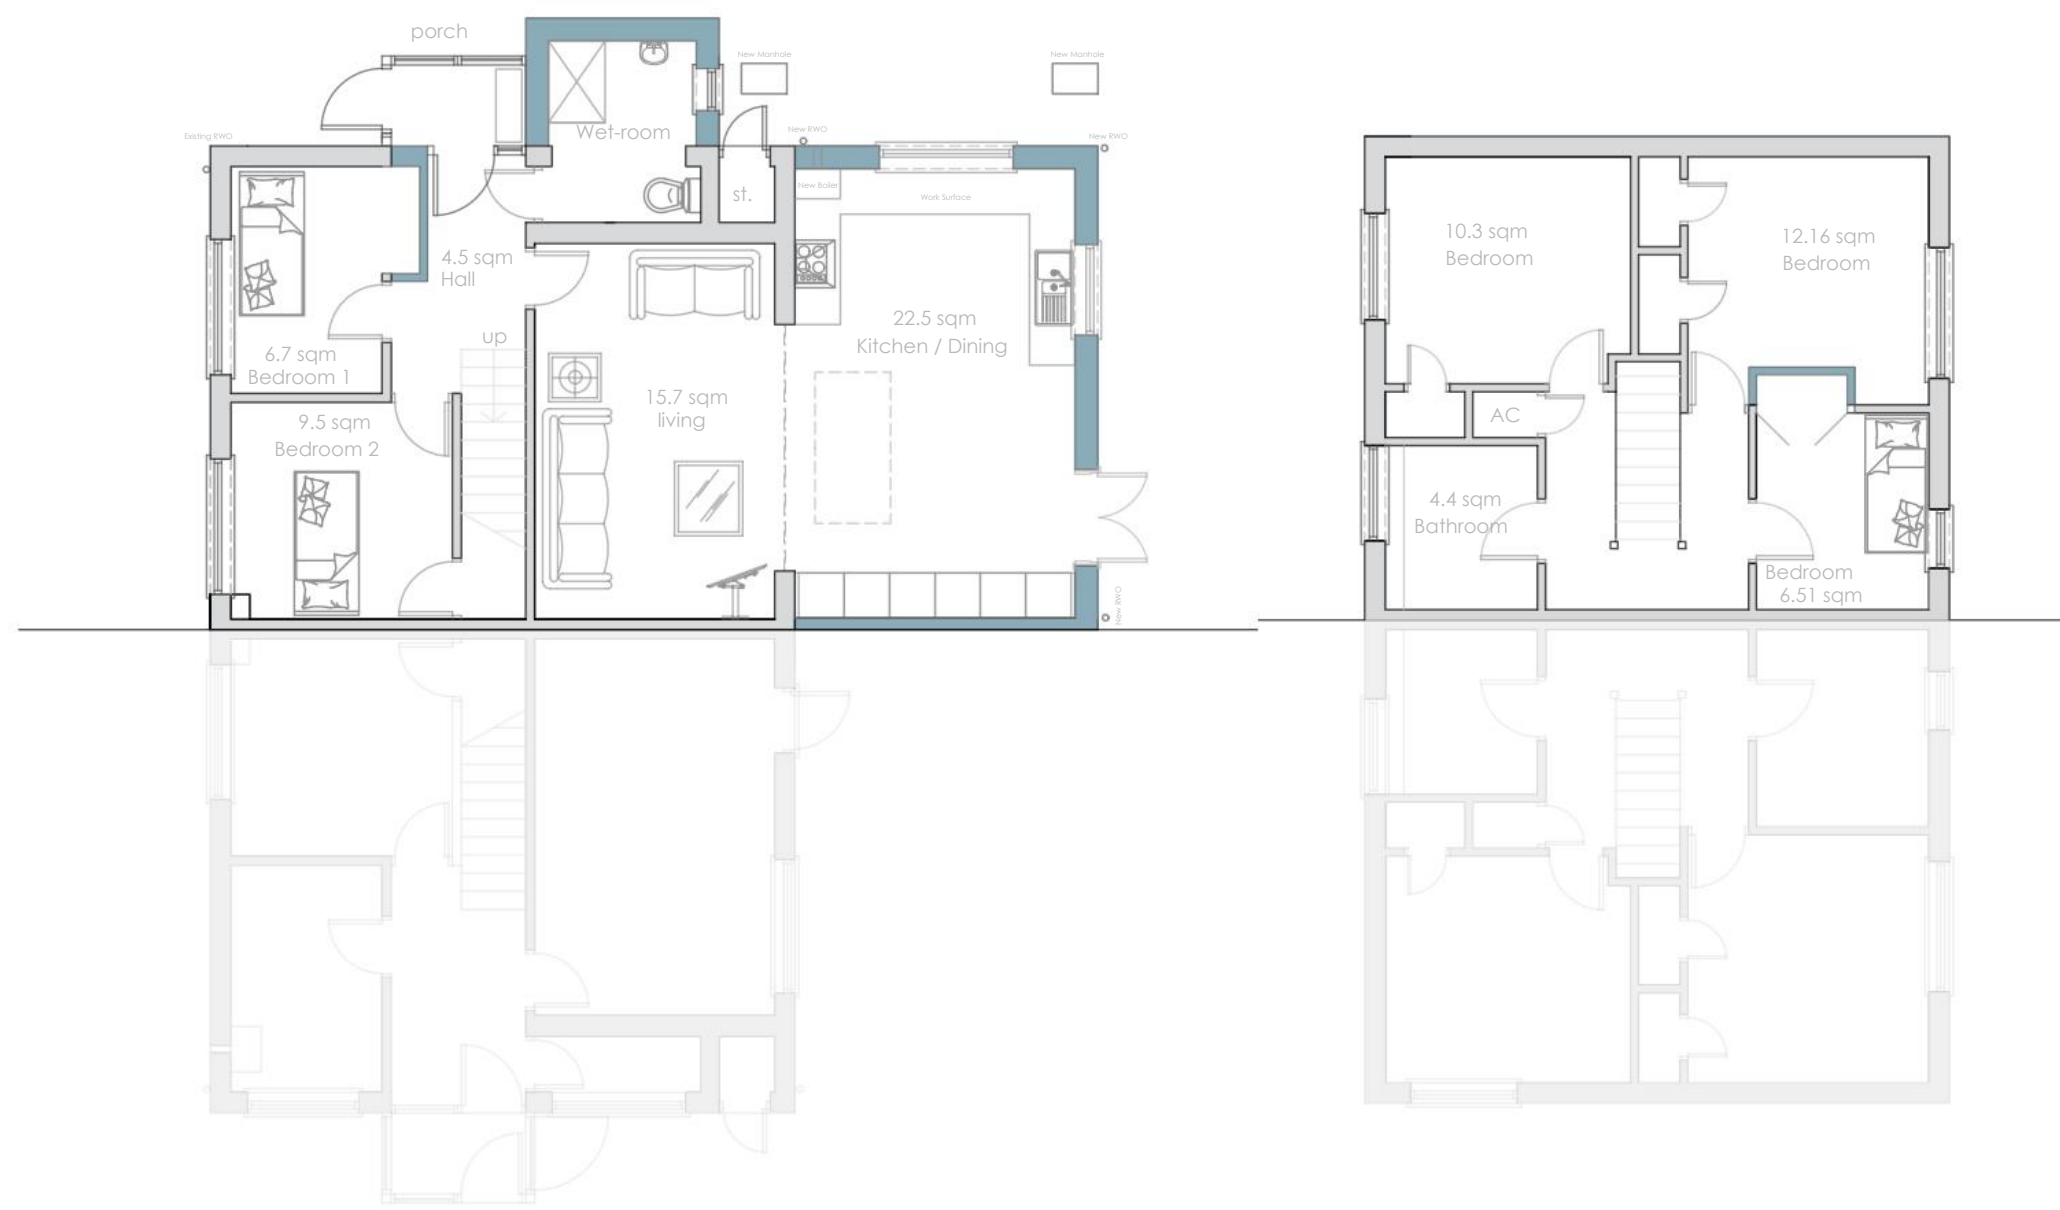 porch
New Manhole
New Manhole
Wet-room
Existing RWO
New RWO
New RWO
New Boiler
st.
Work Surface
4.5 sqm
Hall
up
6.7 sqm
Bedroom 1
9.5 sqm
Bedroom 2
15.7 sqm
living
22.5 sqm
Kitchen / Dining
New RWO
10.3 sqm
Bedroom
12.16 sqm
Bedroom
AC
4.4 sqm
Bathroom
Bedroom
6.51 sqm